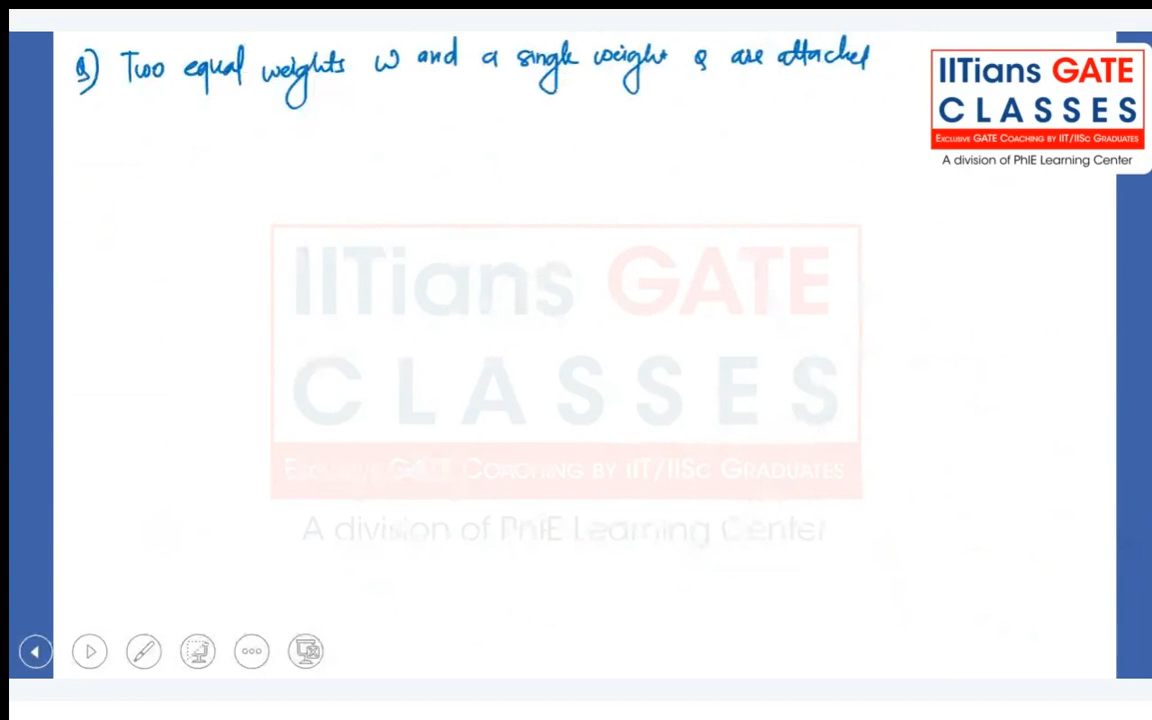 Q) Two equal weights W and a single weight Q are attached
IITians GATE
CLASSES
EXCLUSIVE GATE COACHING BY IIT/IISc GRADUATES
A division of PhIE Learning Center
IITians GATE
CLASSES
EXCLUSIVE GATE COACHING BY IIT/IISc GRADUATES
A division of PhIE Learning Center